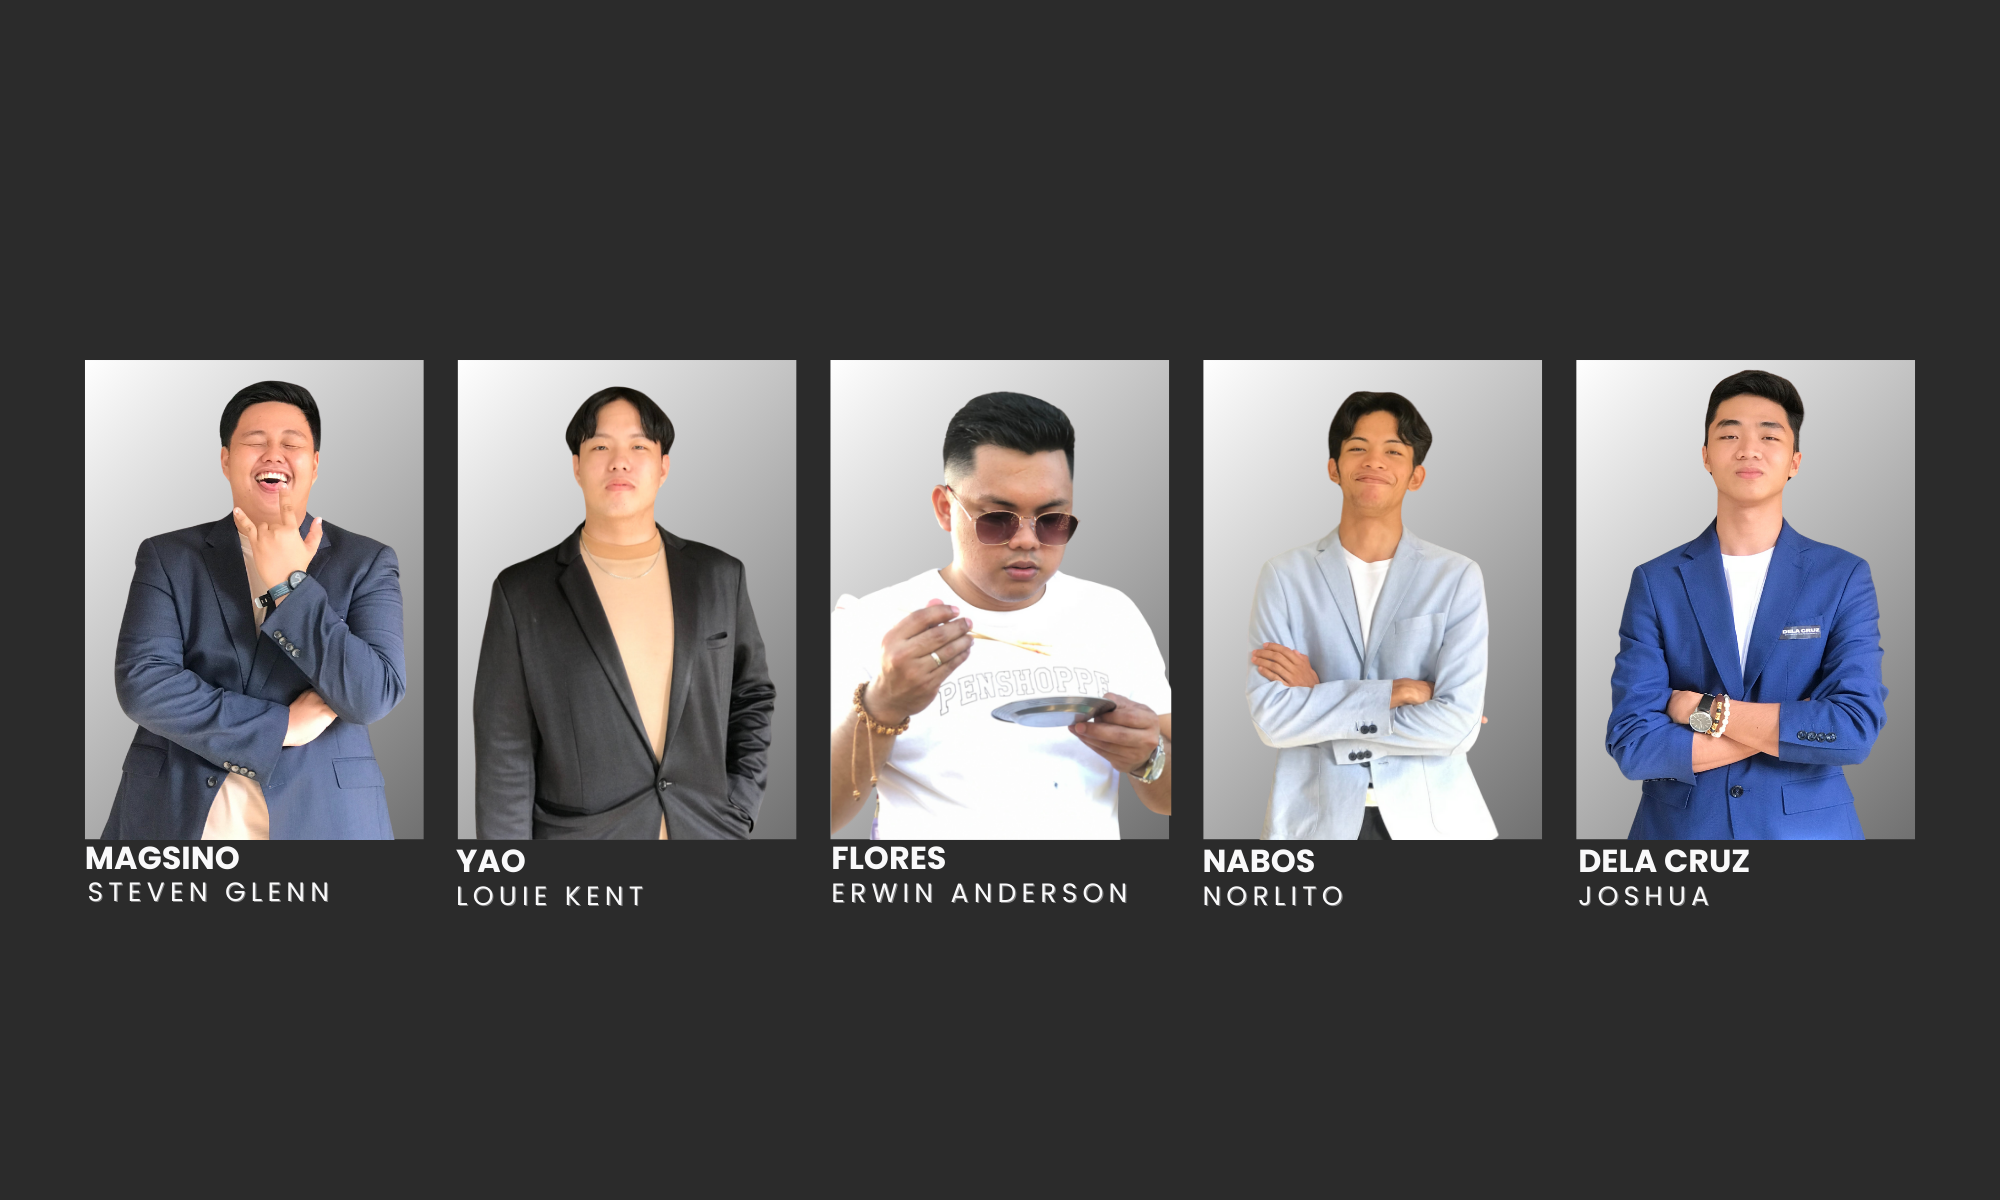 PENSHOPPE
DELA CRUZ
MAGSINO
STEVEN GLENN
YAO
LOUIE KENT
FLORES
ERWIN ANDERSON
NABOS
NORLITO
DELA CRUZ
JOSHUA